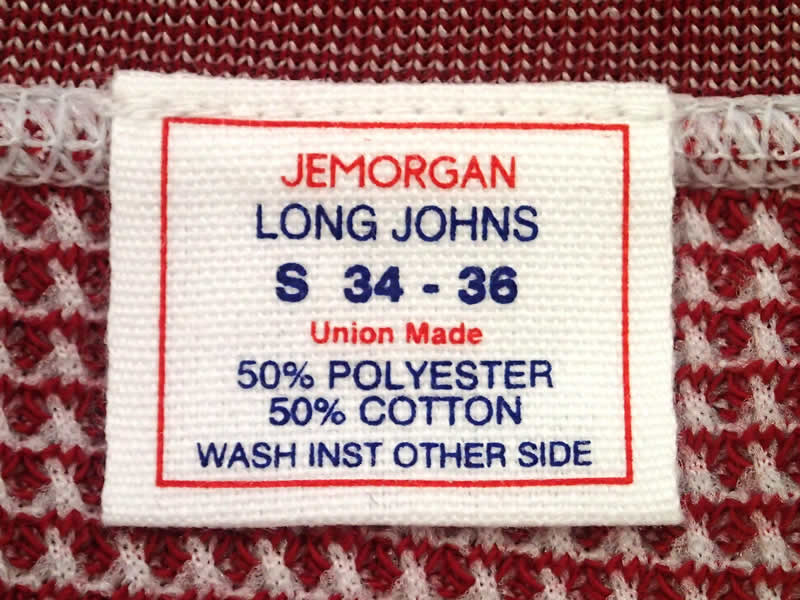 JEMORGAN
LONG JOHNS
S 34 - 36
Union Made
50% POLYESTER
50% COTTON
WASH INST OTHER SIDE